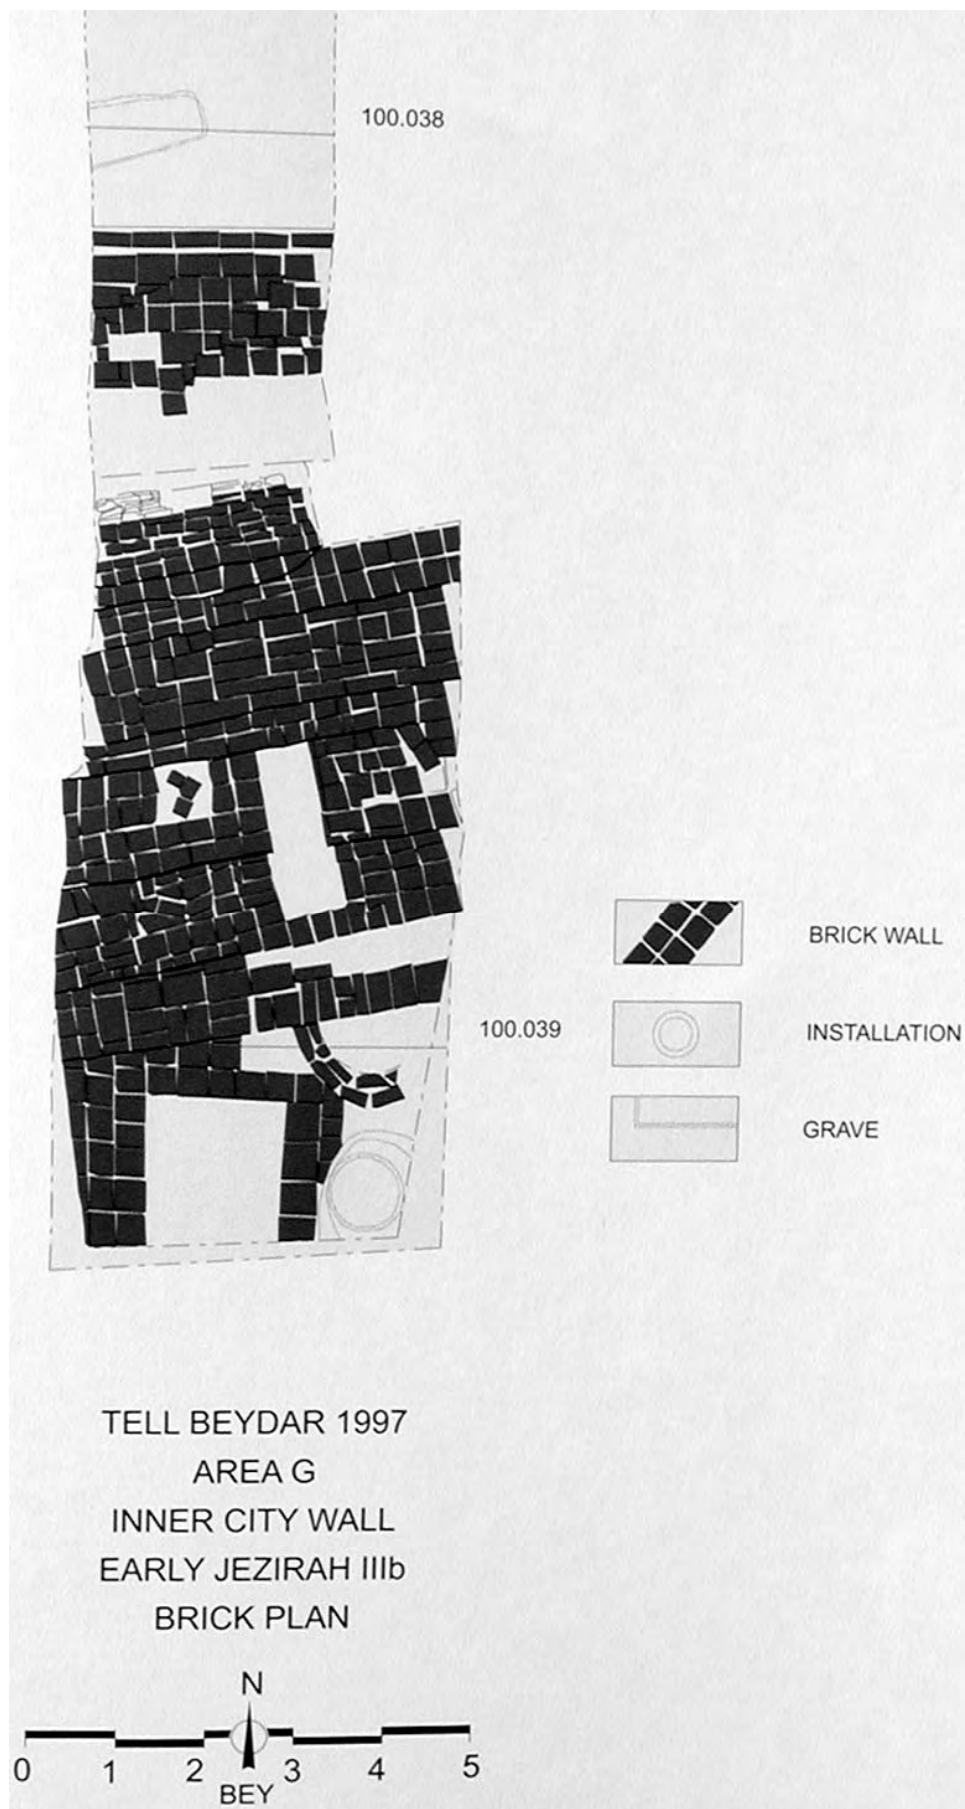 100.038
BRICK WALL
100.039
INSTALLATION
GRAVE
TELL BEYDAR 1997
AREA G
INNER CITY WALL
EARLY JEZIRAH IIIb
BRICK PLAN
N
0 1 2 3 4 5
BEY